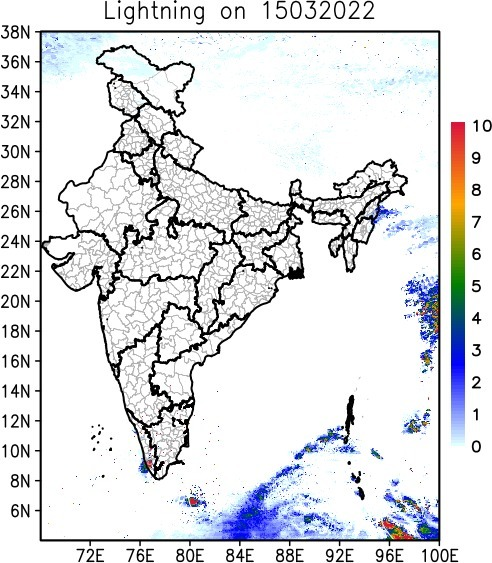 Lightning on 15032022
38N
36N
34N
32N
30N
28N
26N
24N
22N
20N
18N
16N
14N
12N
10N
8N
6N
72E 76E 80E 84E 88E 92E 96E 100E
10
9
8
7
6
5
4
3
2
1
0